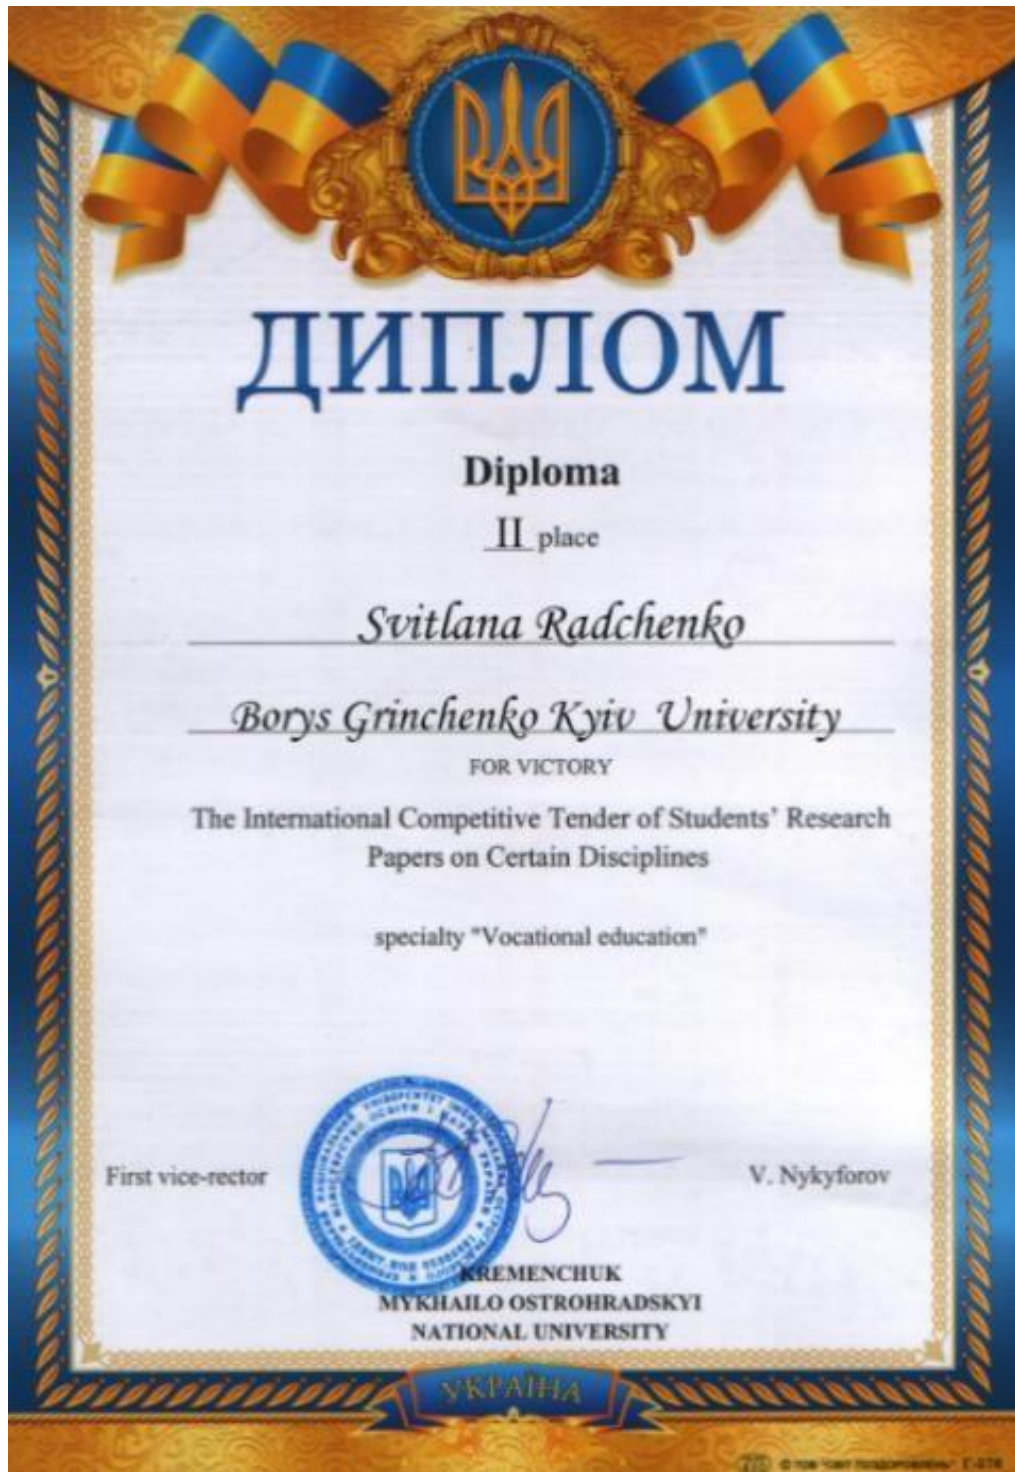 ДИПЛОМ
Diploma
II place
Svitlana Radchenko
Borys Grinchenko Kyiv University
FOR VICTORY
The International Competitive Tender of Students' Research
Papers on Certain Disciplines
specialty "Vocational education"
First vice-rector
V. Nykyforov
KREMENCHUK
MYKHAILO OSTROHRADSKYI
NATIONAL UNIVERSITY
УКРАЇНА